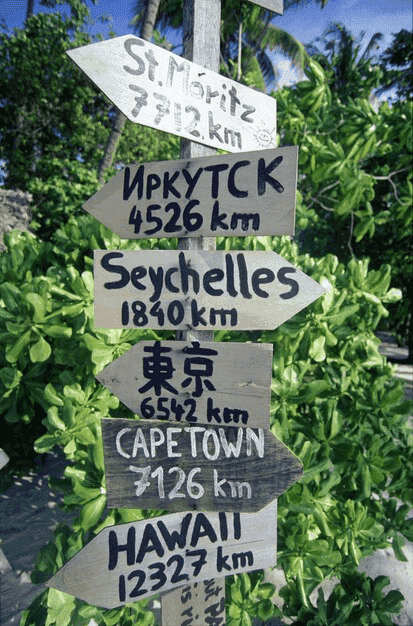 St. Móritz
7712 km
Иркутск
4526 km
Seychelles
1840 km
東京
6542 km
CAPETOWN
7126 km
HAWAII
12327 km